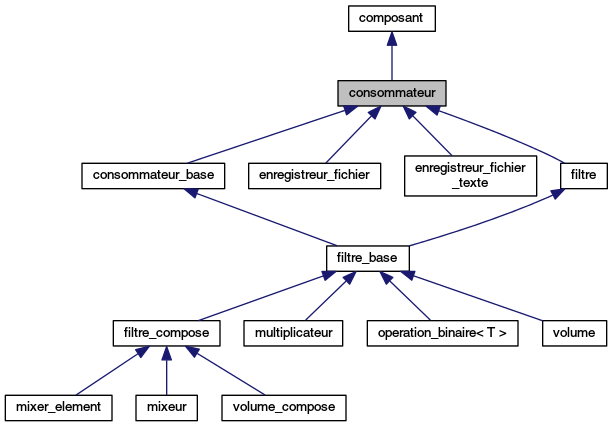 composant
consommateur
consommateur_base
enregistreur_fichier
enregistreur_fichier
_texte
filtre
filtre_base
filtre_compose
multiplicateur
operation_binaire< T >
volume
mixer_element
mixeur
volume_compose